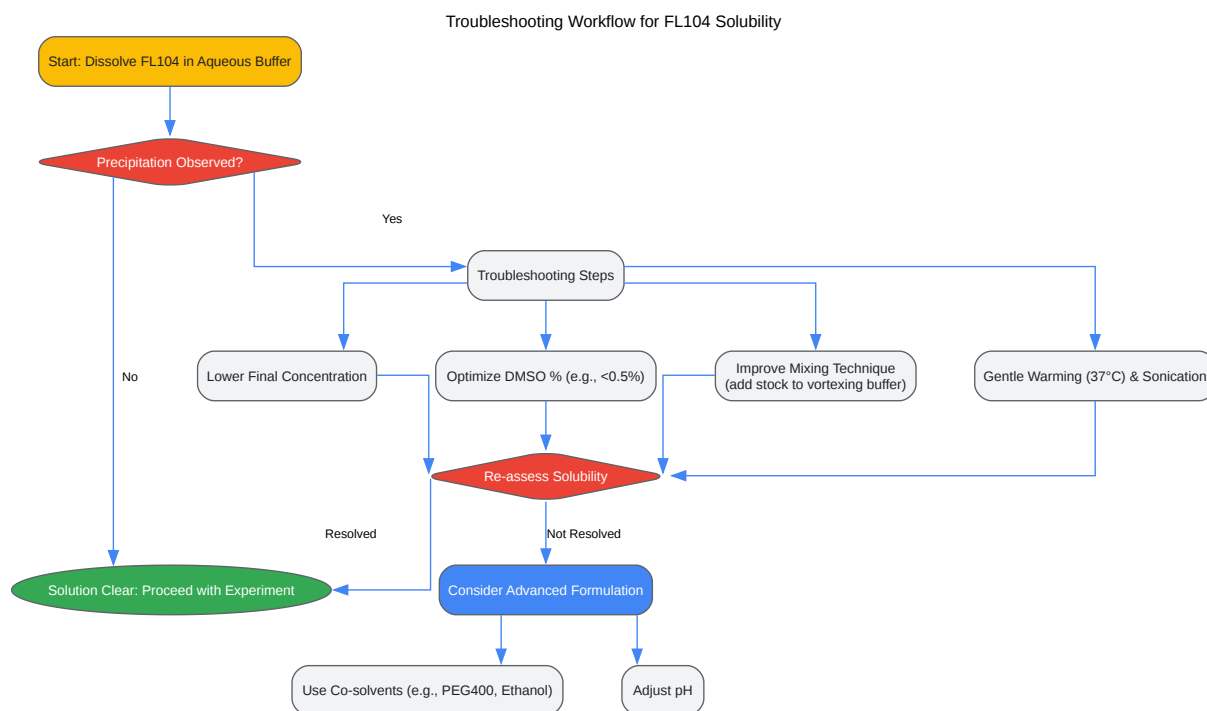 Troubleshooting Workflow for FL104 Solubility
Start: Dissolve FL104 in Aqueous Buffer
Precipitation Observed?
Yes
Troubleshooting Steps
No
Lower Final Concentration
Optimize DMSO % (e.g., <0.5%)
Improve Mixing Technique
(add stock to vortexing buffer)
Gentle Warming (37°C) & Sonication
Re-assess Solubility
Resolved
Not Resolved
Solution Clear: Proceed with Experiment
Consider Advanced Formulation
Use Co-solvents (e.g., PEG400, Ethanol)
Adjust pH